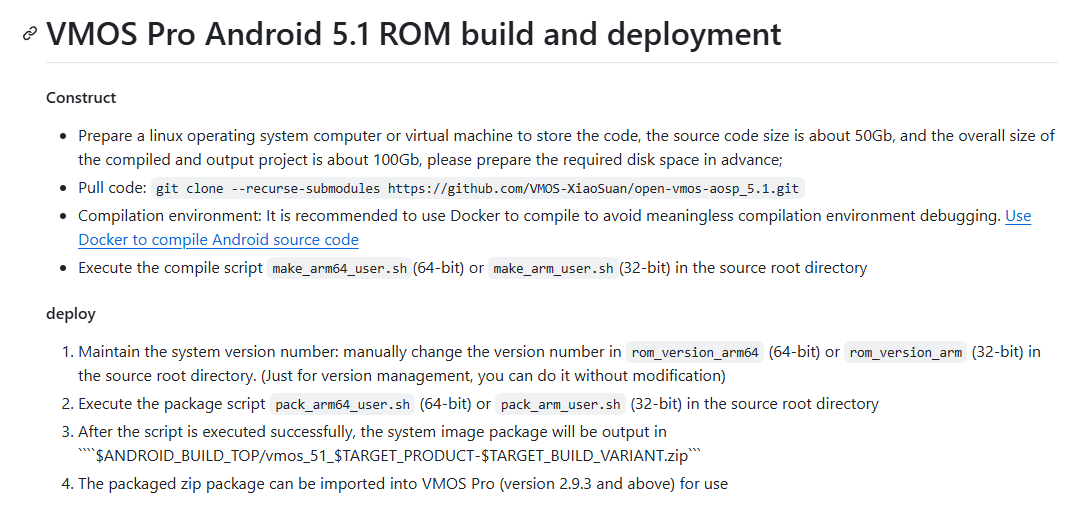 VMOS Pro Android 5.1 ROM build and deployment
Construct
• Prepare a linux operating system computer or virtual machine to store the code, the source code size is about 50Gb, and the overall size of
the compiled and output project is about 100Gb, please prepare the required disk space in advance;
• Pull code: git clone --recurse-submodules https://github.com/VMOS-XiaoSuan/open-vmos-aosp_5.1.git
• Compilation environment: It is recommended to use Docker to compile to avoid meaningless compilation environment debugging. Use
Docker to compile Android source code
• Execute the compile script make_arm64_user.sh (64-bit) or make_arm_user.sh (32-bit) in the source root directory
deploy
1. Maintain the system version number: manually change the version number in rom_version_arm64 (64-bit) or rom_version_arm (32-bit) in
the source root directory. (Just for version management, you can do it without modification)
2. Execute the package script pack_arm64_user.sh (64-bit) or pack_arm_user.sh (32-bit) in the source root directory
3. After the script is executed successfully, the system image package will be output in
````$ANDROID_BUILD_TOP/vmos_51_$TARGET_PRODUCT-$TARGET_BUILD_VARIANT.zip```
4. The packaged zip package can be imported into VMOS Pro (version 2.9.3 and above) for use